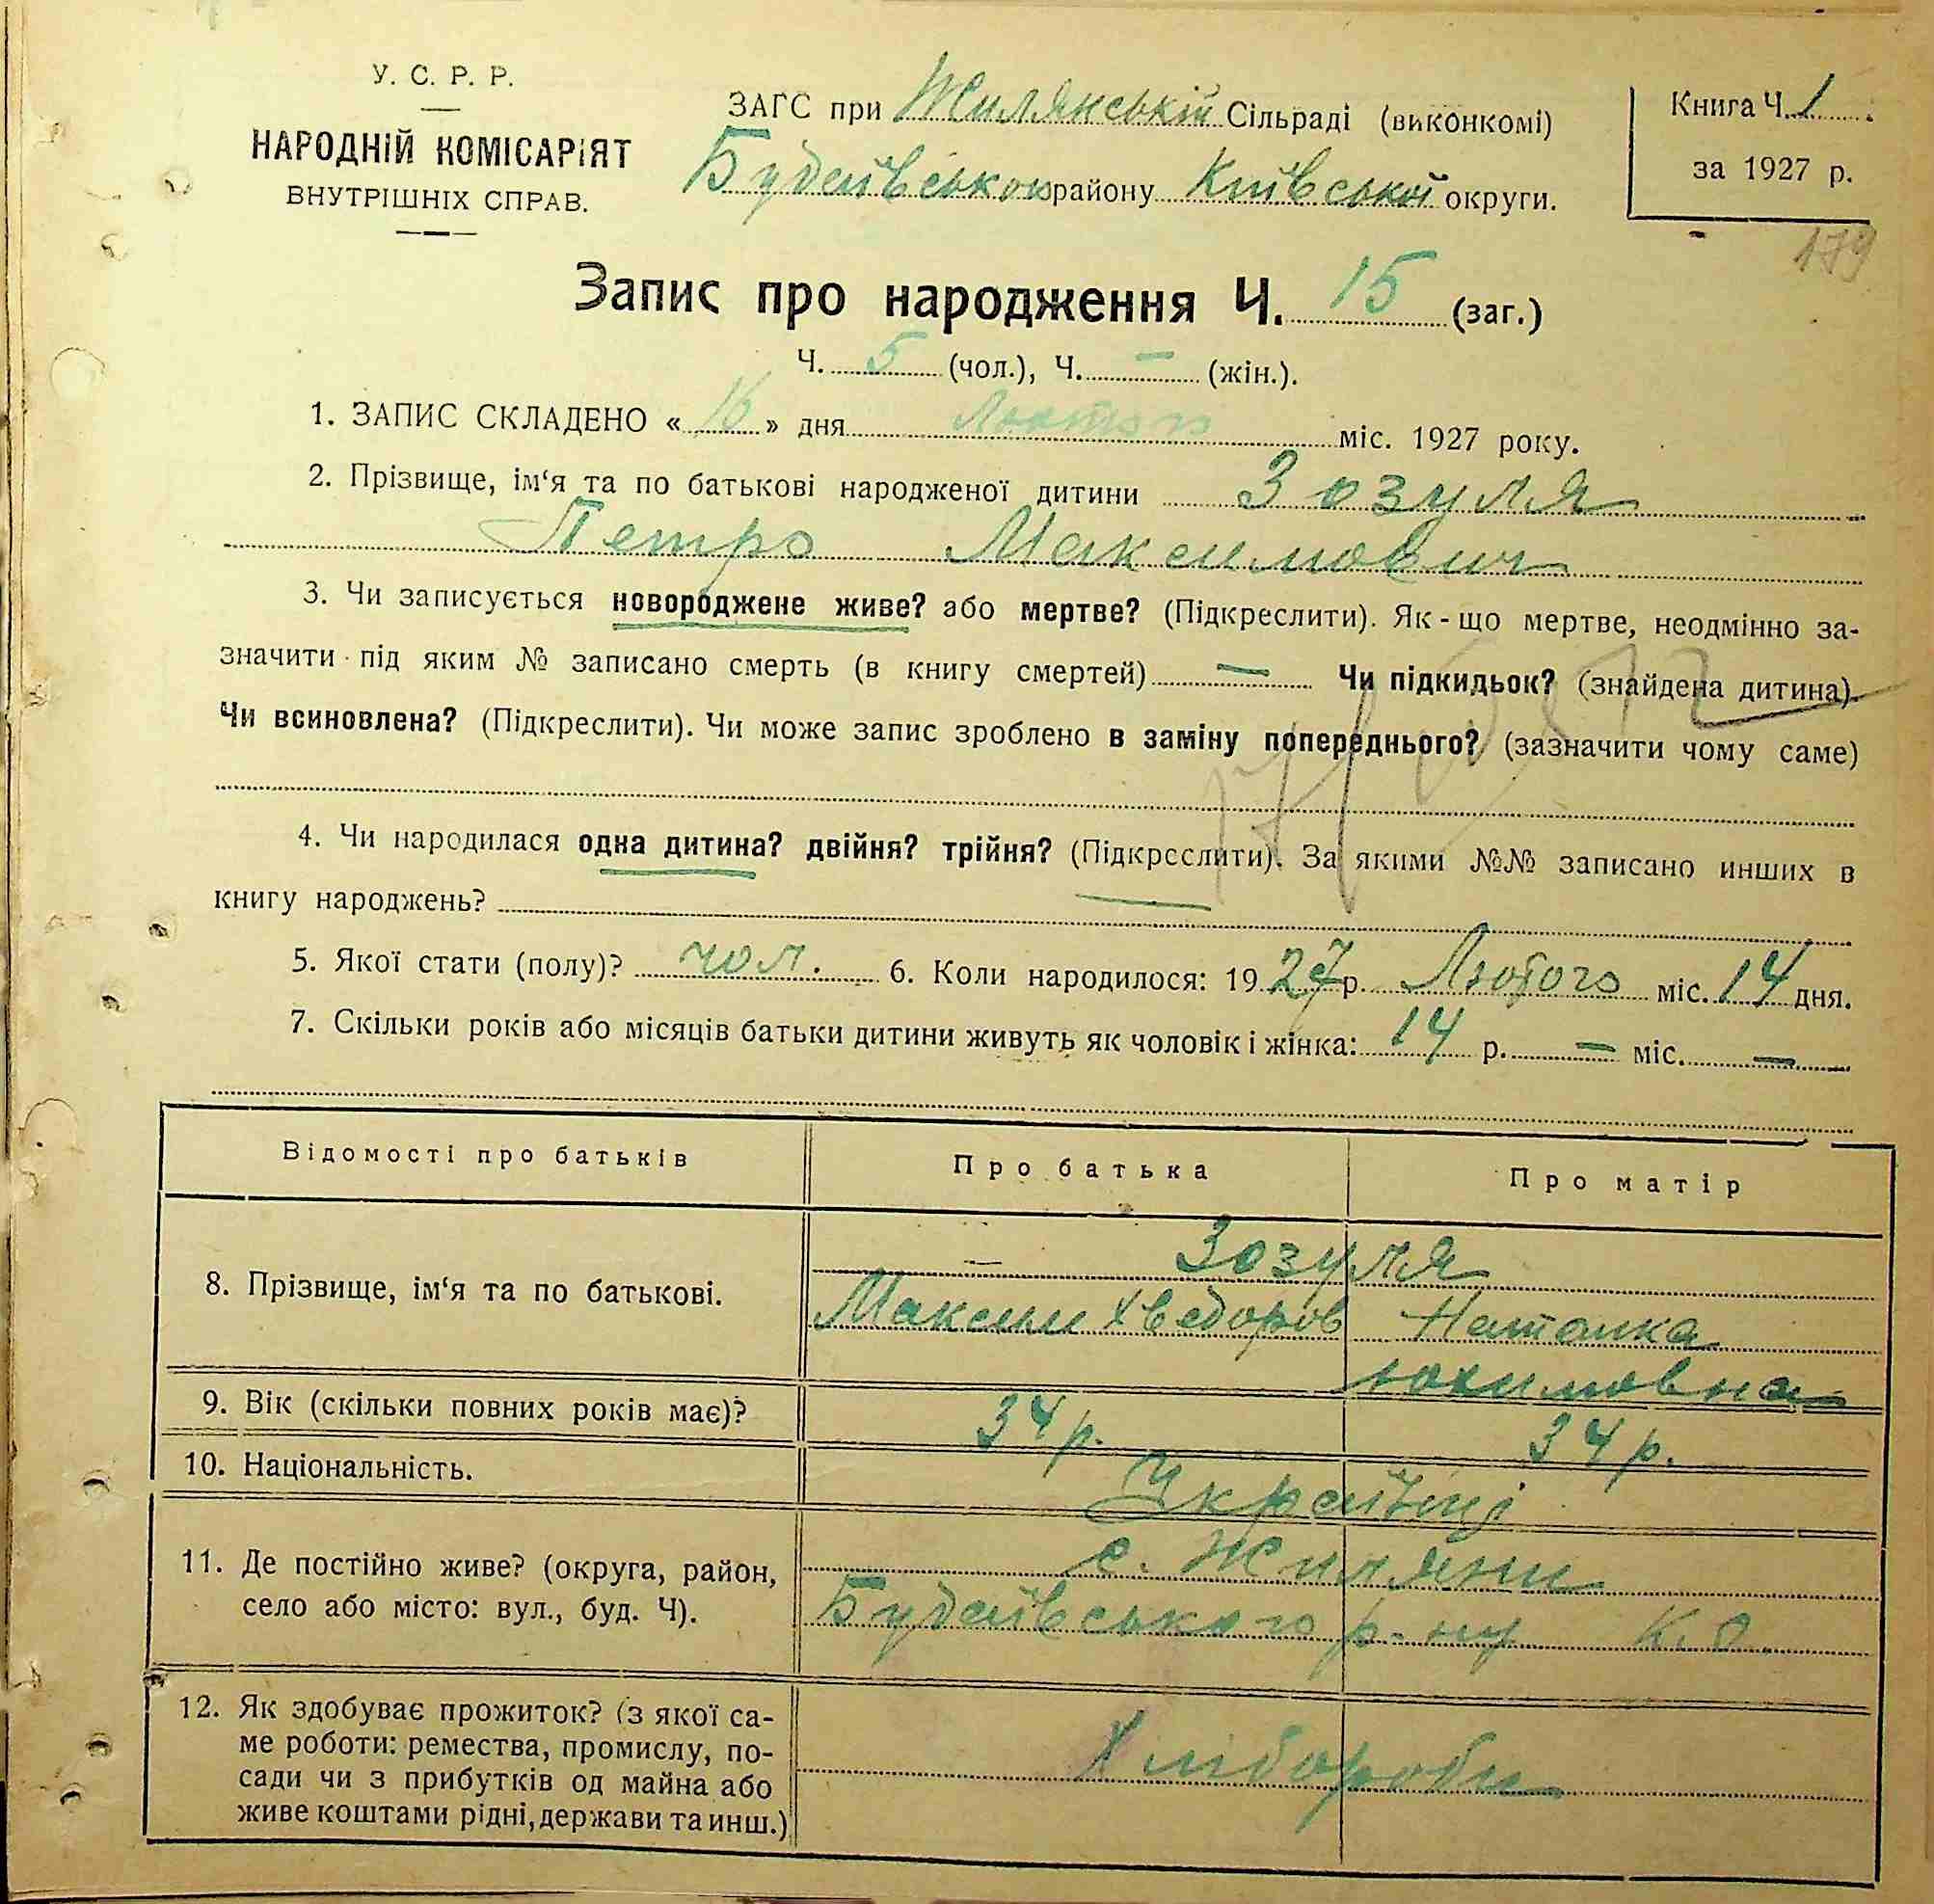 У. С. Р. Р.
НАРОДНІЙ КОМІСАРІЯТ
ВНУТРІШНІХ СПРАВ.
ЗАГС при Жилянській Сільраді (виконкомі)
Будаївського району Київської округи.
Книга Ч. 1
за 1927 р.
179
Запис про народження Ч. 15 (заг.)
Ч. 5 (чол.), Ч. — (жін.).
1. ЗАПИС СКЛАДЕНО « 16 » дня Лютого міс. 1927 року.
2. Прізвище, ім‘я та по батькові народженої дитини Зозуля
Петро Максимович
3. Чи записується новороджене живе? або мертве? (Підкреслити). Як-що мертве, неодмінно за-
значити під яким № записано смерть (в книгу смертей) — Чи підкидьок? (знайдена дитина).
Чи всиновлена? (Підкреслити). Чи може запис зроблено в заміну попереднього? (зазначити чому саме)
4. Чи народилася одна дитина? двійня? трійня? (Підкреслити). За якими №№ записано инших в
книгу народжень? —
5. Якої стати (полу)? чол. 6. Коли народилося: 1927 р. Лютого міс. 14 дня.
7. Скільки років або місяців батьки дитини живуть як чоловік і жінка: 14 р. — міс. —
Відомості про батьків
Про батька
Про матір
8. Прізвище, ім‘я та по батькові.
Зозуля
Максим Хведоров Наталка
Юхимовна
9. Вік (скільки повних років має)?
34 р. 34 р.
10. Національність.
Українці
11. Де постійно живе? (округа, район,
село або місто: вул., буд. Ч).
с. Жиляни
Будаївського р-ну К. О.
12. Як здобуває прожиток? (з якої са-
ме роботи: ремества, промислу, по-
сади чи з прибутків од майна або
живе коштами рідні, держави та инш.)
Хлібороби